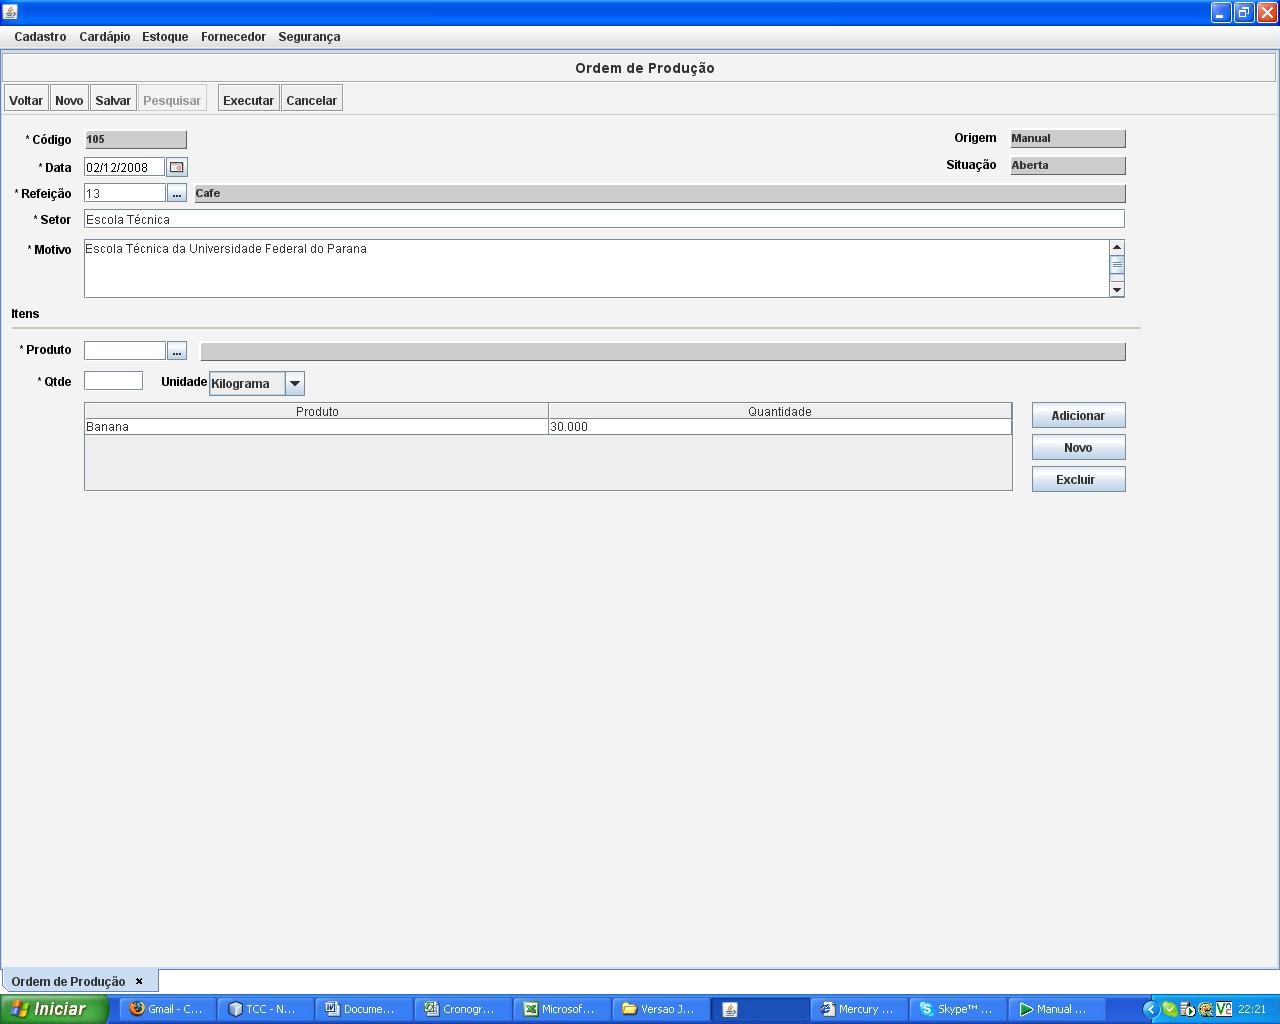 Cadastro Cardápio Estoque Fornecedor Segurança
Ordem de Produção
Voltar Novo Salvar Pesquisar Executar Cancelar
* Código 105 Origem Manual
* Data 02/12/2008 Situação Aberta
* Refeição 13 ... Cafe
* Setor Escola Técnica
* Motivo Escola Técnica da Universidade Federal do Parana
Itens
* Produto ...
* Qtde Unidade Kilograma
Produto Quantidade
Banana 30.000
Adicionar
Novo
Excluir
Ordem de Produção ×
Iniciar Gmail - C... TCC - N... Docume... Cronogr... Microsof... Versao J... Mercury ... Skype™ ... Manual ... 22:21